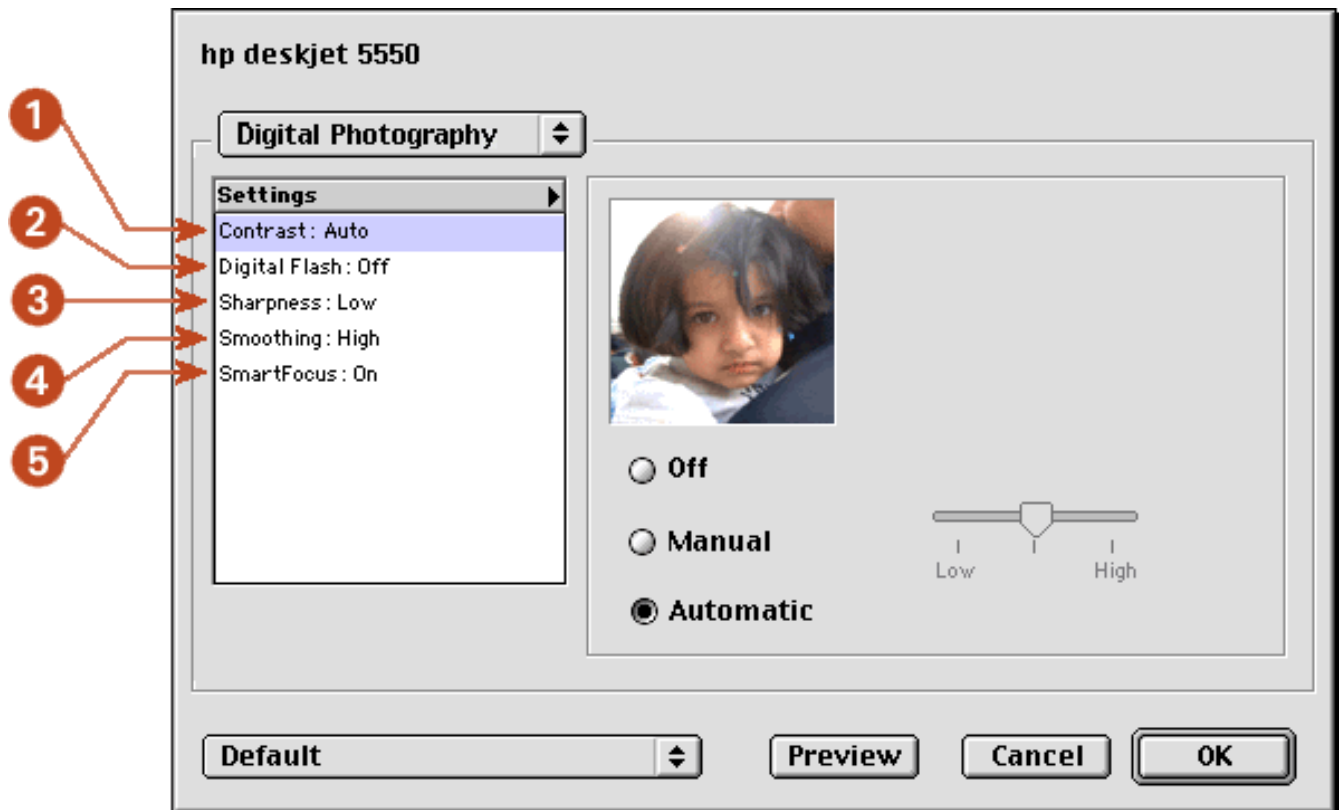 hp deskjet 5550
1
Digital Photography
Settings
2
Contrast: Auto
Digital Flash: Off
3
Sharpness: Low
Smoothing: High
4
SmartFocus: On
5
Off
Manual
Low High
Automatic
Default Preview Cancel OK